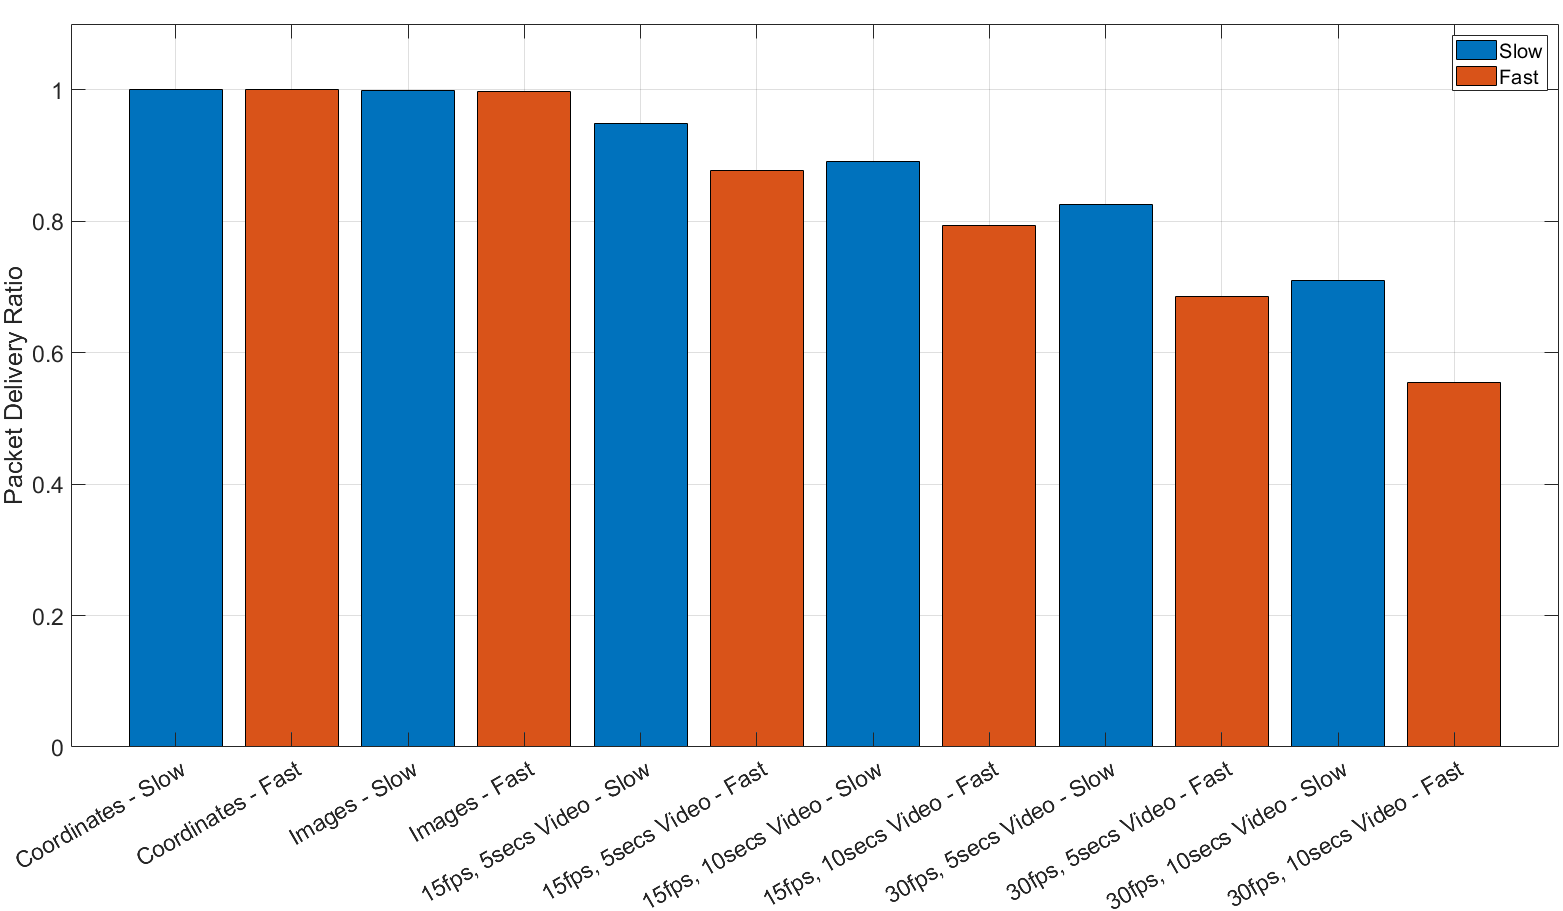 Slow
Fast
Packet Delivery Ratio
1
0.8
0.6
0.4
0.2
0
Coordinates - Slow
Coordinates - Fast
Images - Slow
Images - Fast
15fps, 5secs Video - Slow
15fps, 5secs Video - Fast
15fps, 10secs Video - Slow
15fps, 10secs Video - Fast
30fps, 5secs Video - Slow
30fps, 5secs Video - Fast
30fps, 10secs Video - Slow
30fps, 10secs Video - Fast